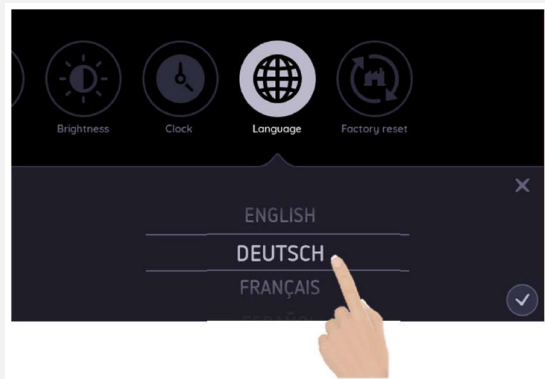 Brightness Clock Language Factory reset
ENGLISH
DEUTSCH
FRANÇAIS